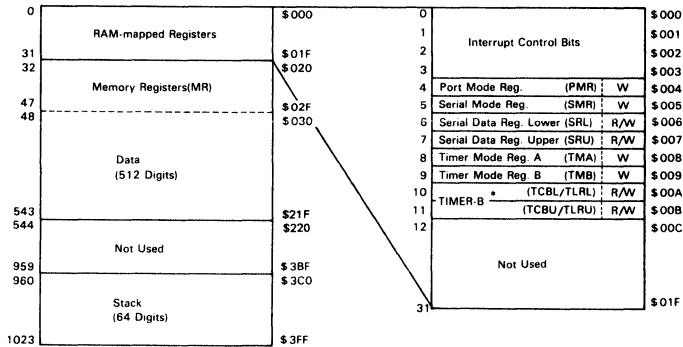 0 $000
RAM-mapped Registers
31 $01F
32 $020
Memory Registers(MR)
47 $02F
48 $030
Data
(512 Digits)
543 $21F
544 $220
Not Used
959 $3BF
960 $3C0
Stack
(64 Digits)
1023 $3FF
0 $000
1 $001
Interrupt Control Bits
2 $002
3 $003
4 Port Mode Reg. (PMR) W $004
5 Serial Mode Reg. (SMR) W $005
6 Serial Data Reg. Lower (SRL) R/W $006
7 Serial Data Reg. Upper (SRU) R/W $007
8 Timer Mode Reg. A (TMA) W $008
9 Timer Mode Reg. B (TMB) W $009
10 * (TCBL/TLRL) R/W $00A
TIMER-B
11 (TCBU/TLRU) R/W $00B
12 $00C
Not Used
31 $01F